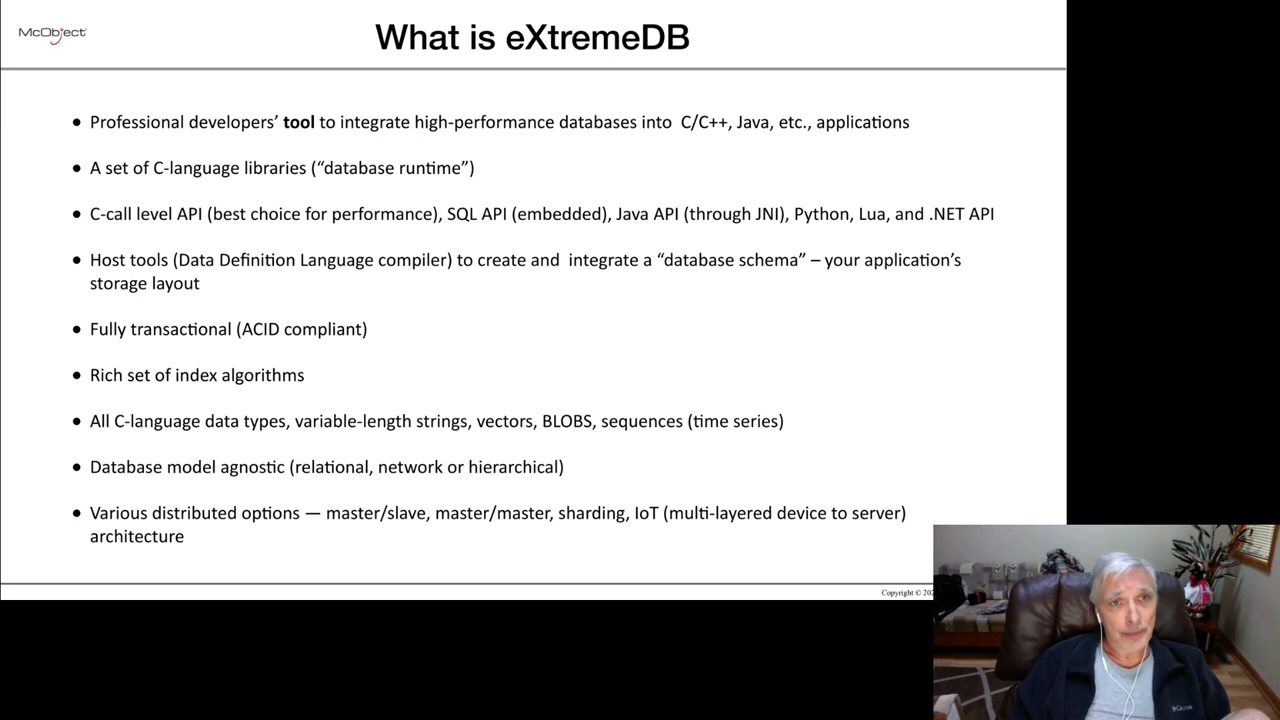 McObject
What is eXtremeDB
• Professional developers’ tool to integrate high-performance databases into  C/C++, Java, etc., applications
• A set of C-language libraries (“database runtime”)
• C-call level API (best choice for performance), SQL API (embedded), Java API (through JNI), Python, Lua, and .NET API
• Host tools (Data Definition Language compiler) to create and  integrate a “database schema” – your application’s
storage layout
• Fully transactional (ACID compliant)
• Rich set of index algorithms
• All C-language data types, variable-length strings, vectors, BLOBS, sequences (time series)
• Database model agnostic (relational, network or hierarchical)
• Various distributed options — master/slave, master/master, sharding, IoT (multi-layered device to server)
architecture
Copyright ©
Columbia